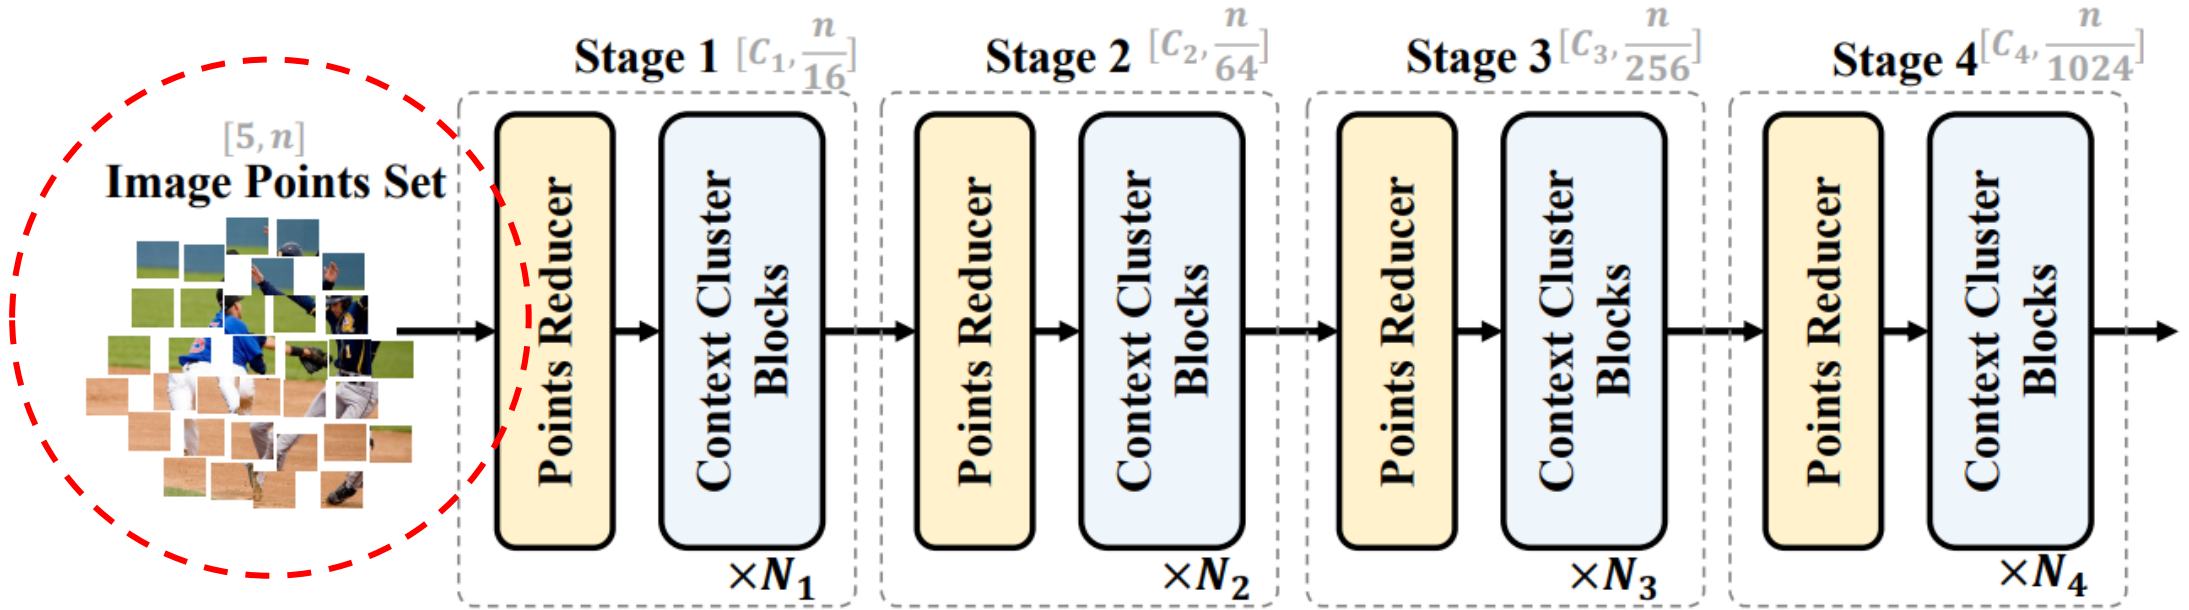 [5, n]
Image Points Set
Stage 1 [C₁, n/16]
Points Reducer
Context Cluster
Blocks
×N₁
Stage 2 [C₂, n/64]
Points Reducer
Context Cluster
Blocks
×N₂
Stage 3 [C₃, n/256]
Points Reducer
Context Cluster
Blocks
×N₃
Stage 4 [C₄, n/1024]
Points Reducer
Context Cluster
Blocks
×N₄